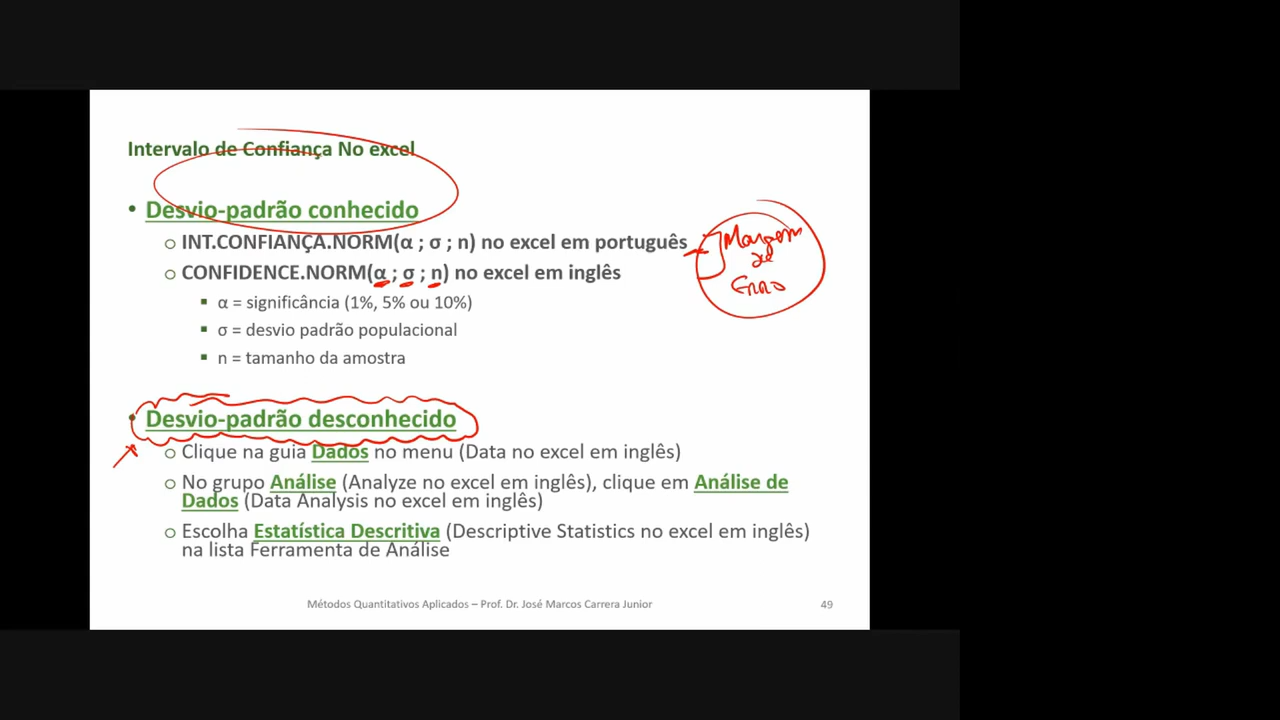 Intervalo de Confiança No excel
• Desvio-padrão conhecido
o INT.CONFIANÇA.NORM(α ; σ ; n) no excel em português
o CONFIDENCE.NORM(α ; σ ; n) no excel em inglês
Margem
de
Erro
▪ α = significância (1%, 5% ou 10%)
▪ σ = desvio padrão populacional
▪ n = tamanho da amostra
• Desvio-padrão desconhecido
o Clique na guia Dados no menu (Data no excel em inglês)
o No grupo Análise (Analyze no excel em inglês), clique em Análise de
Dados (Data Analysis no excel em inglês)
o Escolha Estatística Descritiva (Descriptive Statistics no excel em inglês)
na lista Ferramenta de Análise
Métodos Quantitativos Aplicados – Prof. Dr. José Marcos Carrera Junior
49